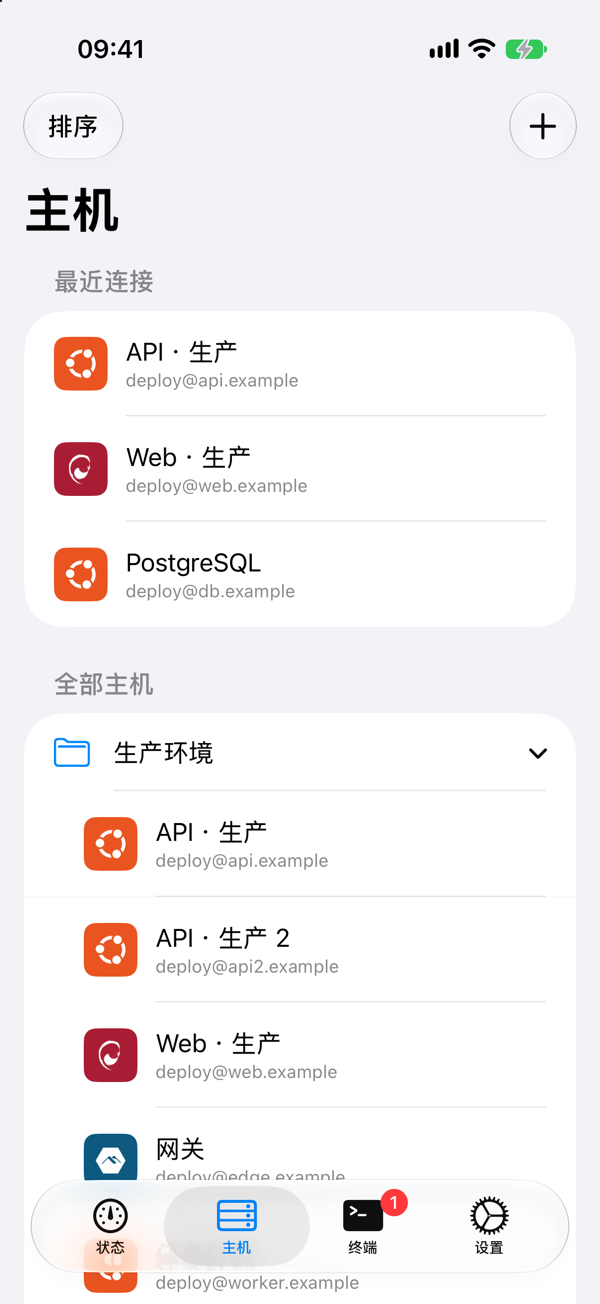 09:41
排序
主机
最近连接
API · 生产
deploy@api.example
Web · 生产
deploy@web.example
PostgreSQL
deploy@db.example
全部主机
生产环境
API · 生产
deploy@api.example
API · 生产 2
deploy@api2.example
Web · 生产
deploy@web.example
网关
deploy@edge.example
1
状态
主机
终端
设置
deploy@worker.example